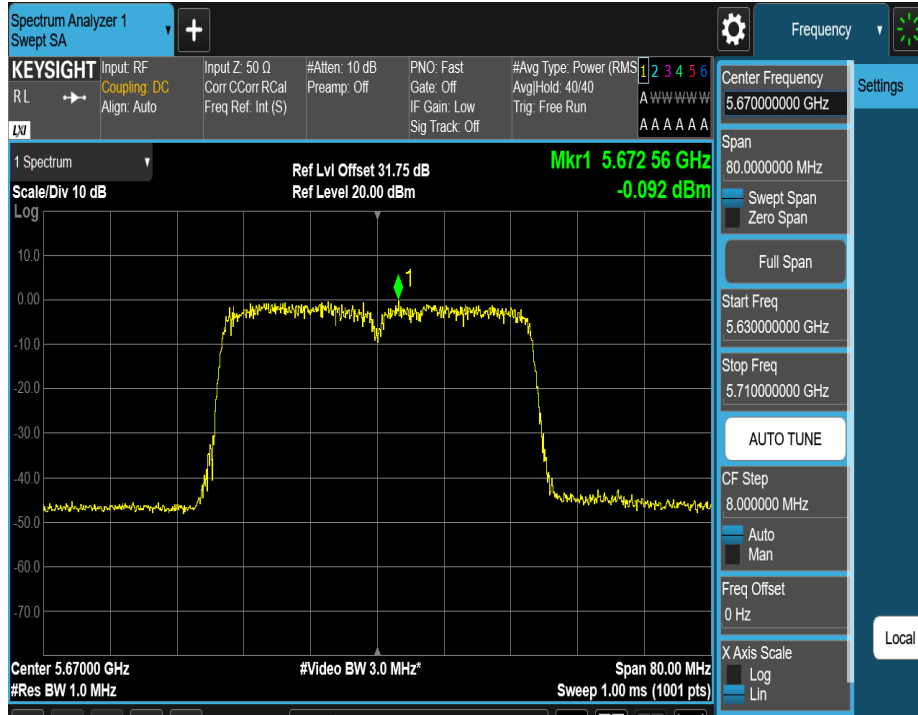 Spectrum Analyzer 1
Swept SA
+
Frequency
KEYSIGHT
R L
LXI
Input: RF
Coupling: DC
Align: Auto
Input Z: 50 Ω
Corr CCorr RCal
Freq Ref: Int (S)
#Atten: 10 dB
Preamp: Off
PNO: Fast
Gate: Off
IF Gain: Low
Sig Track: Off
#Avg Type: Power (RMS
Avg|Hold: 40/40
Trig: Free Run
1 2 3 4 5 6
A W W W W W
A A A A A A
1 Spectrum
Scale/Div 10 dB
Log
Ref Lvl Offset 31.75 dB
Ref Level 20.00 dBm
Mkr1 5.672 56 GHz
-0.092 dBm
1
10.0
0.00
-10.0
-20.0
-30.0
-40.0
-50.0
-60.0
-70.0
Center 5.67000 GHz
#Res BW 1.0 MHz
#Video BW 3.0 MHz*
Span 80.00 MHz
Sweep 1.00 ms (1001 pts)
Center Frequency
5.670000000 GHz
Span
80.0000000 MHz
Swept Span
Zero Span
Full Span
Start Freq
5.630000000 GHz
Stop Freq
5.710000000 GHz
AUTO TUNE
CF Step
8.000000 MHz
Auto
Man
Freq Offset
0 Hz
X Axis Scale
Log
Lin
Settings
Local